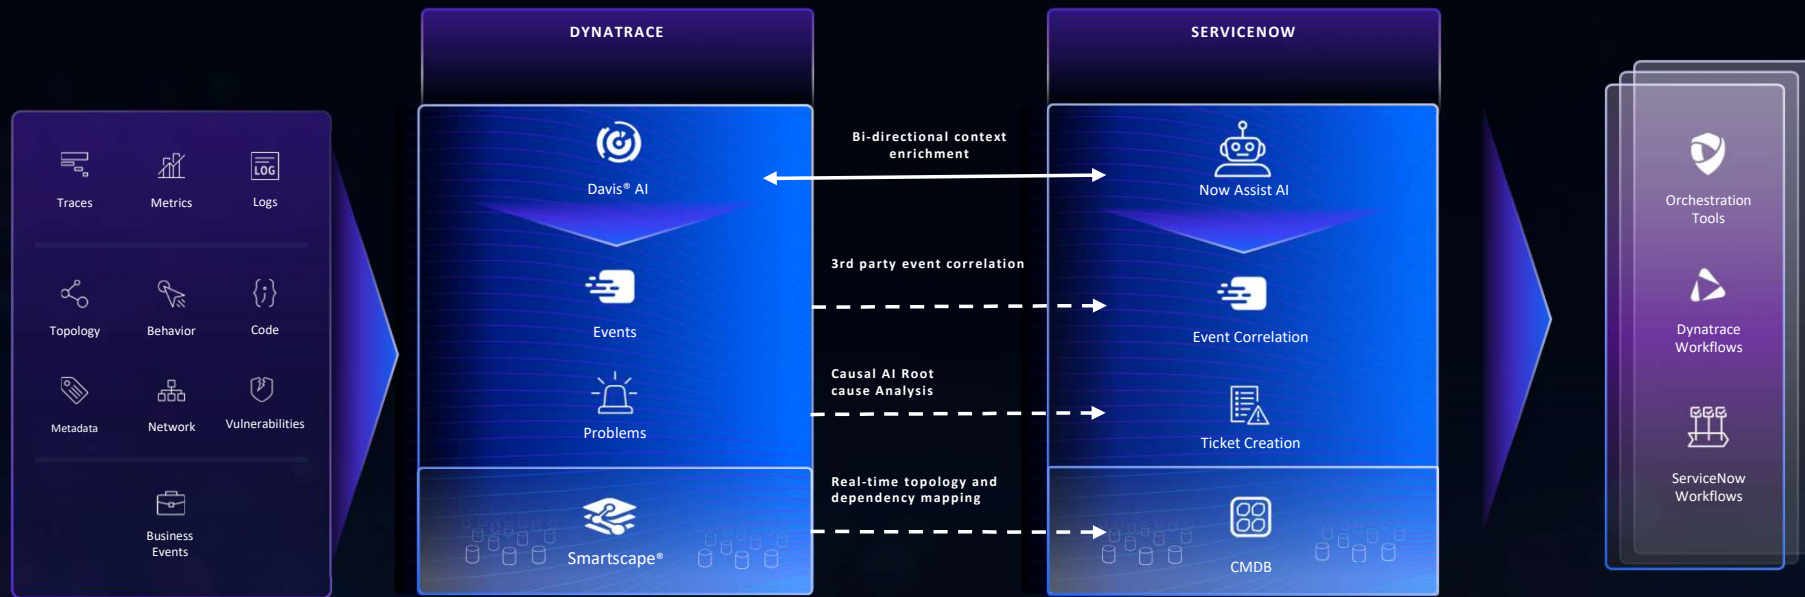 DYNATRACE
SERVICENOW
Traces
Metrics
LOG
Logs
Topology
Behavior
Code
Metadata
Network
Vulnerabilities
Business
Events
Davis® AI
Events
Problems
Smartscape®
Bi-directional context
enrichment
3rd party event correlation
Causal AI Root
cause Analysis
Real-time topology and
dependency mapping
Now Assist AI
Event Correlation
Ticket Creation
CMDB
Orchestration
Tools
Dynatrace
Workflows
ServiceNow
Workflows